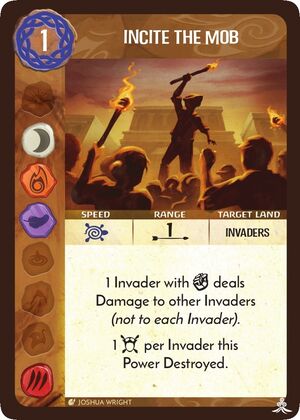 1
INCITE THE MOB
SPEED
RANGE
TARGET LAND
1
INVADERS
1 Invader with deals
Damage to other Invaders
(not to each Invader).
1 per Invader this
Power Destroyed.
JOSHUA WRIGHT